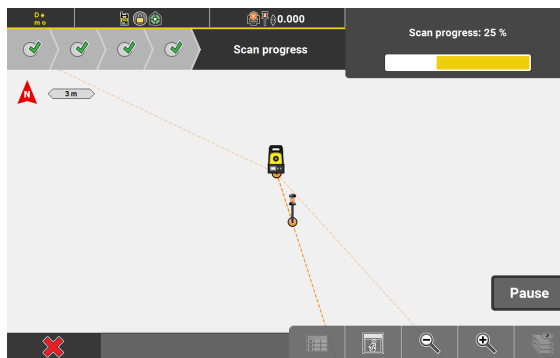 De
mo
0.000
Scan progress
Scan progress: 25 %
N
3 m
Pause